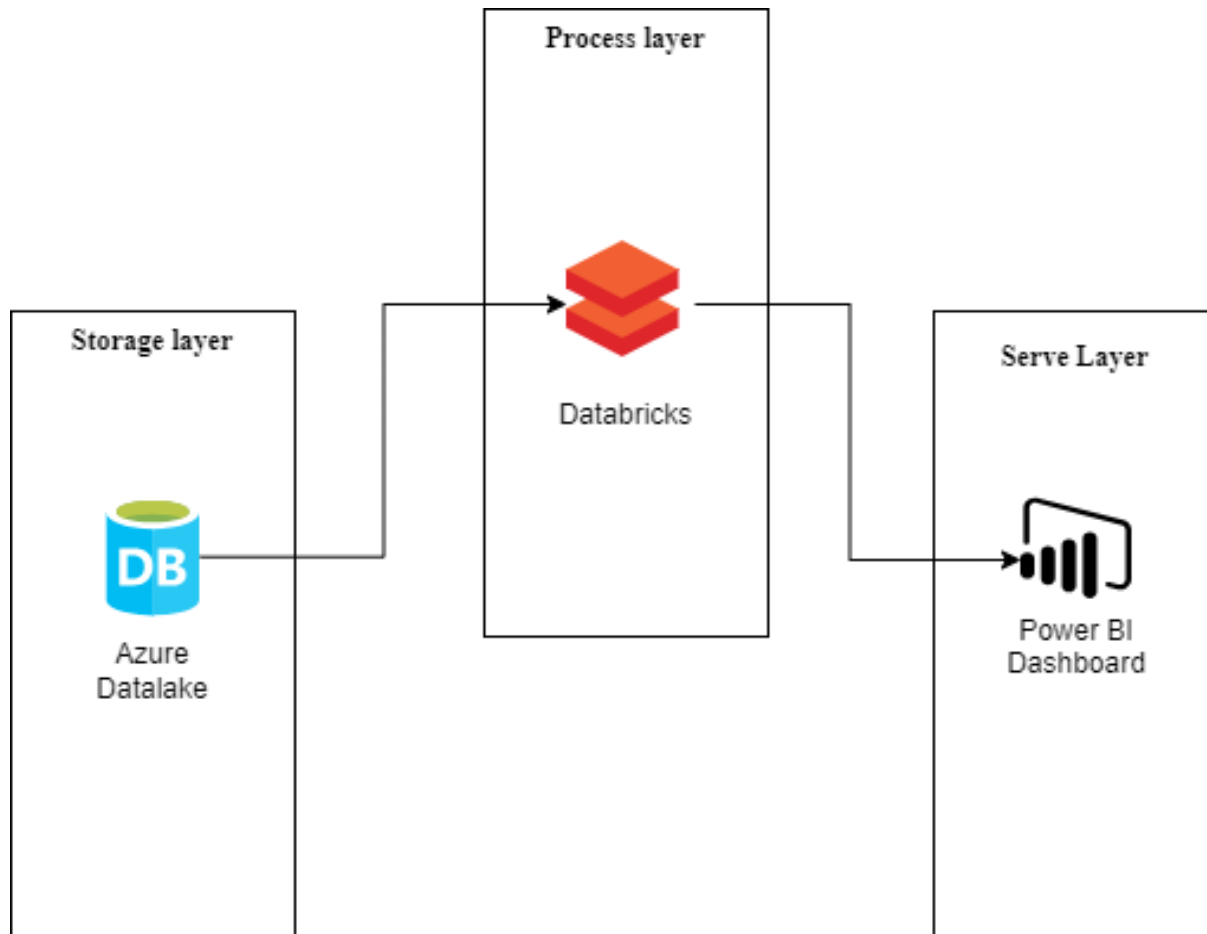 Process layer
Databricks
Storage layer
DB
Azure
Datalake
Serve Layer
Power BI
Dashboard